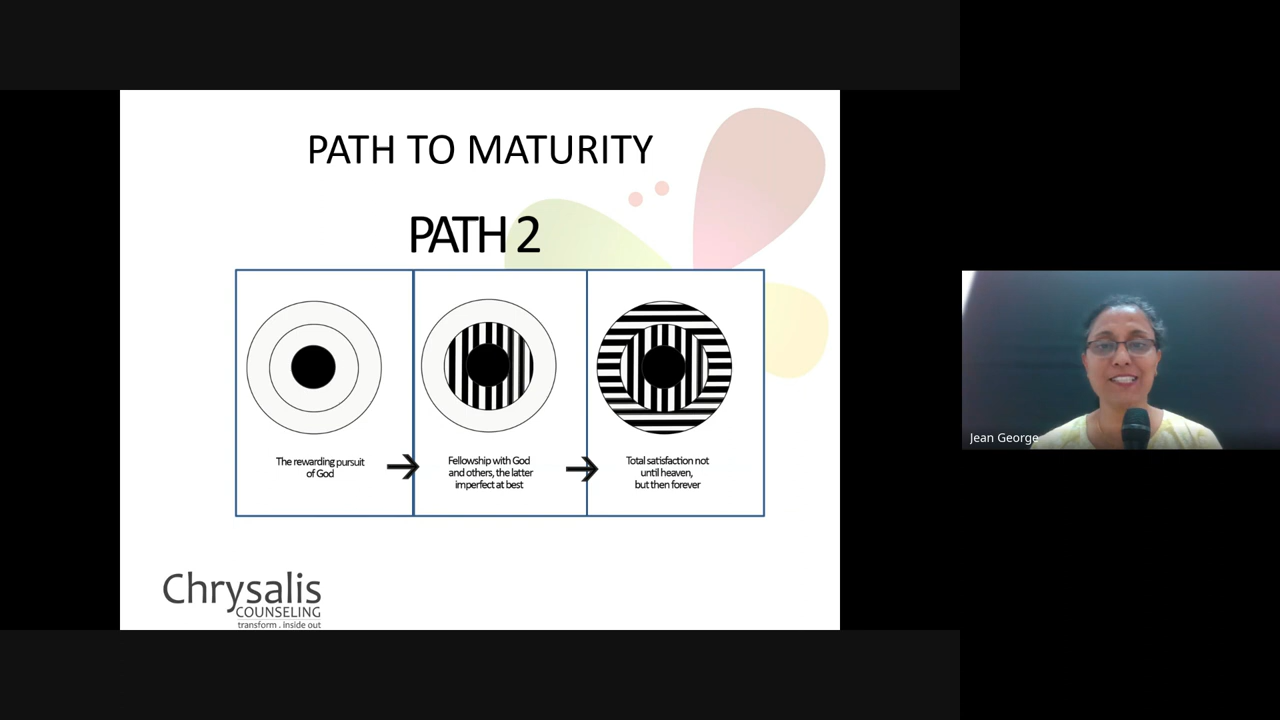 PATH TO MATURITY
PATH 2
The rewarding pursuit
of God
Fellowship with God
and others, the latter
imperfect at best
Total satisfaction not
until heaven,
but then forever
Chrysalis
COUNSELING
transform . inside out
Jean George